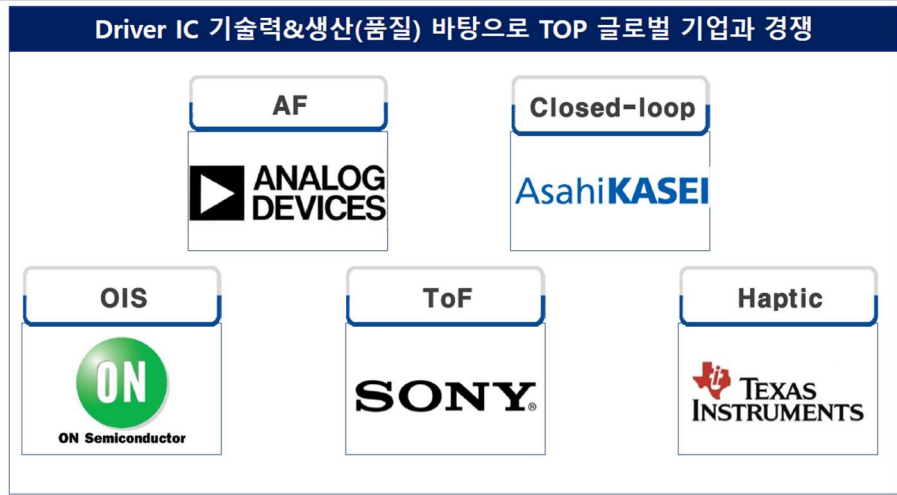 Driver IC 기술력&생산(품질) 바탕으로 TOP 글로벌 기업과 경쟁
AF
ANALOG
DEVICES
Closed-loop
AsahiKASEI
OIS
ON
ON Semiconductor
ToF
SONY®
Haptic
ti
TEXAS
INSTRUMENTS